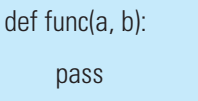 def func(a, b):
    pass